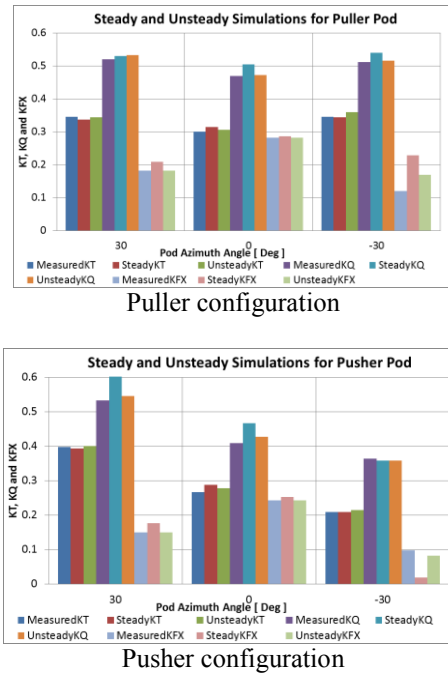 Steady and Unsteady Simulations for Puller Pod
KT, KQ and KFX
0.6
0.5
0.4
0.3
0.2
0.1
0
30 0 -30
Pod Azimuth Angle [ Deg ]
MeasuredKT SteadyKT UnsteadyKT MeasuredKQ SteadyKQ
UnsteadyKQ MeasuredKFX SteadyKFX UnsteadyKFX
Puller configuration
Steady and Unsteady Simulations for Pusher Pod
KT, KQ and KFX
0.6
0.5
0.4
0.3
0.2
0.1
0
30 0 -30
Pod Azimuth Angle [ Deg ]
MeasuredKT SteadyKT UnsteadyKT MeasuredKQ SteadyKQ
UnsteadyKQ MeasuredKFX SteadyKFX UnsteadyKFX
Pusher configuration